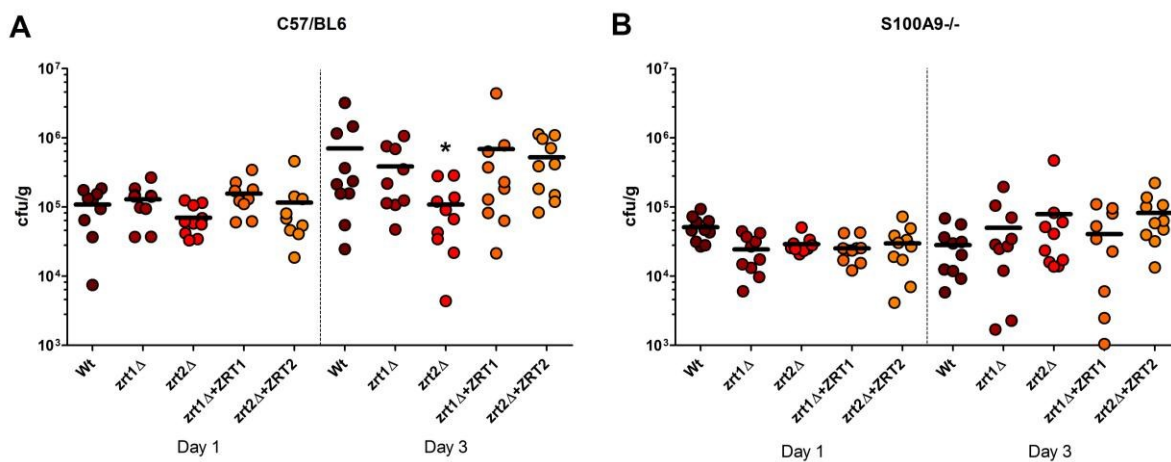 A
C57/BL6
cfu/g
10⁷
10⁶
10⁵
10⁴
10³
*
Wt
zrt1Δ
zrt2Δ
zrt1Δ+ZRT1
zrt2Δ+ZRT2
Wt
zrt1Δ
zrt2Δ
zrt1Δ+ZRT1
zrt2Δ+ZRT2
Day 1
Day 3
B
S100A9-/-
cfu/g
10⁷
10⁶
10⁵
10⁴
10³
Wt
zrt1Δ
zrt2Δ
zrt1Δ+ZRT1
zrt2Δ+ZRT2
Wt
zrt1Δ
zrt2Δ
zrt1Δ+ZRT1
zrt2Δ+ZRT2
Day 1
Day 3